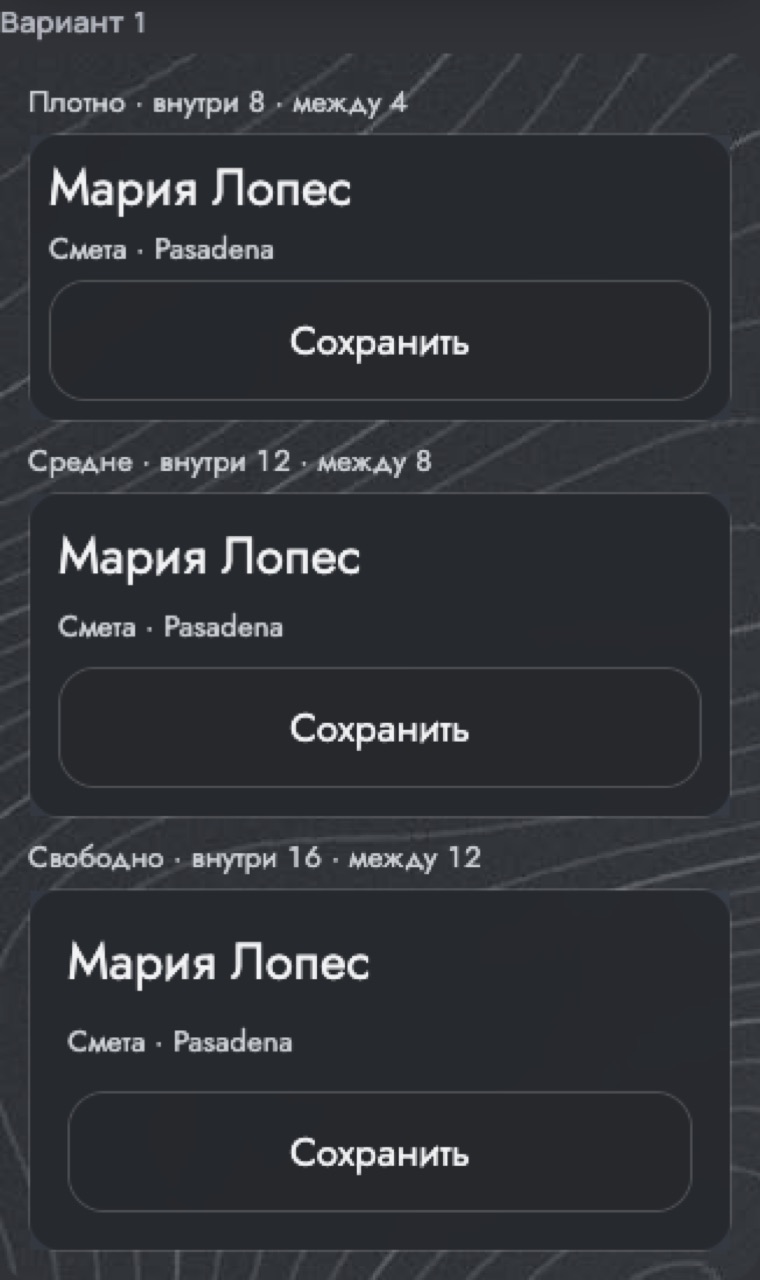 Вариант 1
Плотно · внутри 8 · между 4
Мария Лопес
Смета · Pasadena
Сохранить
Средне · внутри 12 · между 8
Мария Лопес
Смета · Pasadena
Сохранить
Свободно · внутри 16 · между 12
Мария Лопес
Смета · Pasadena
Сохранить